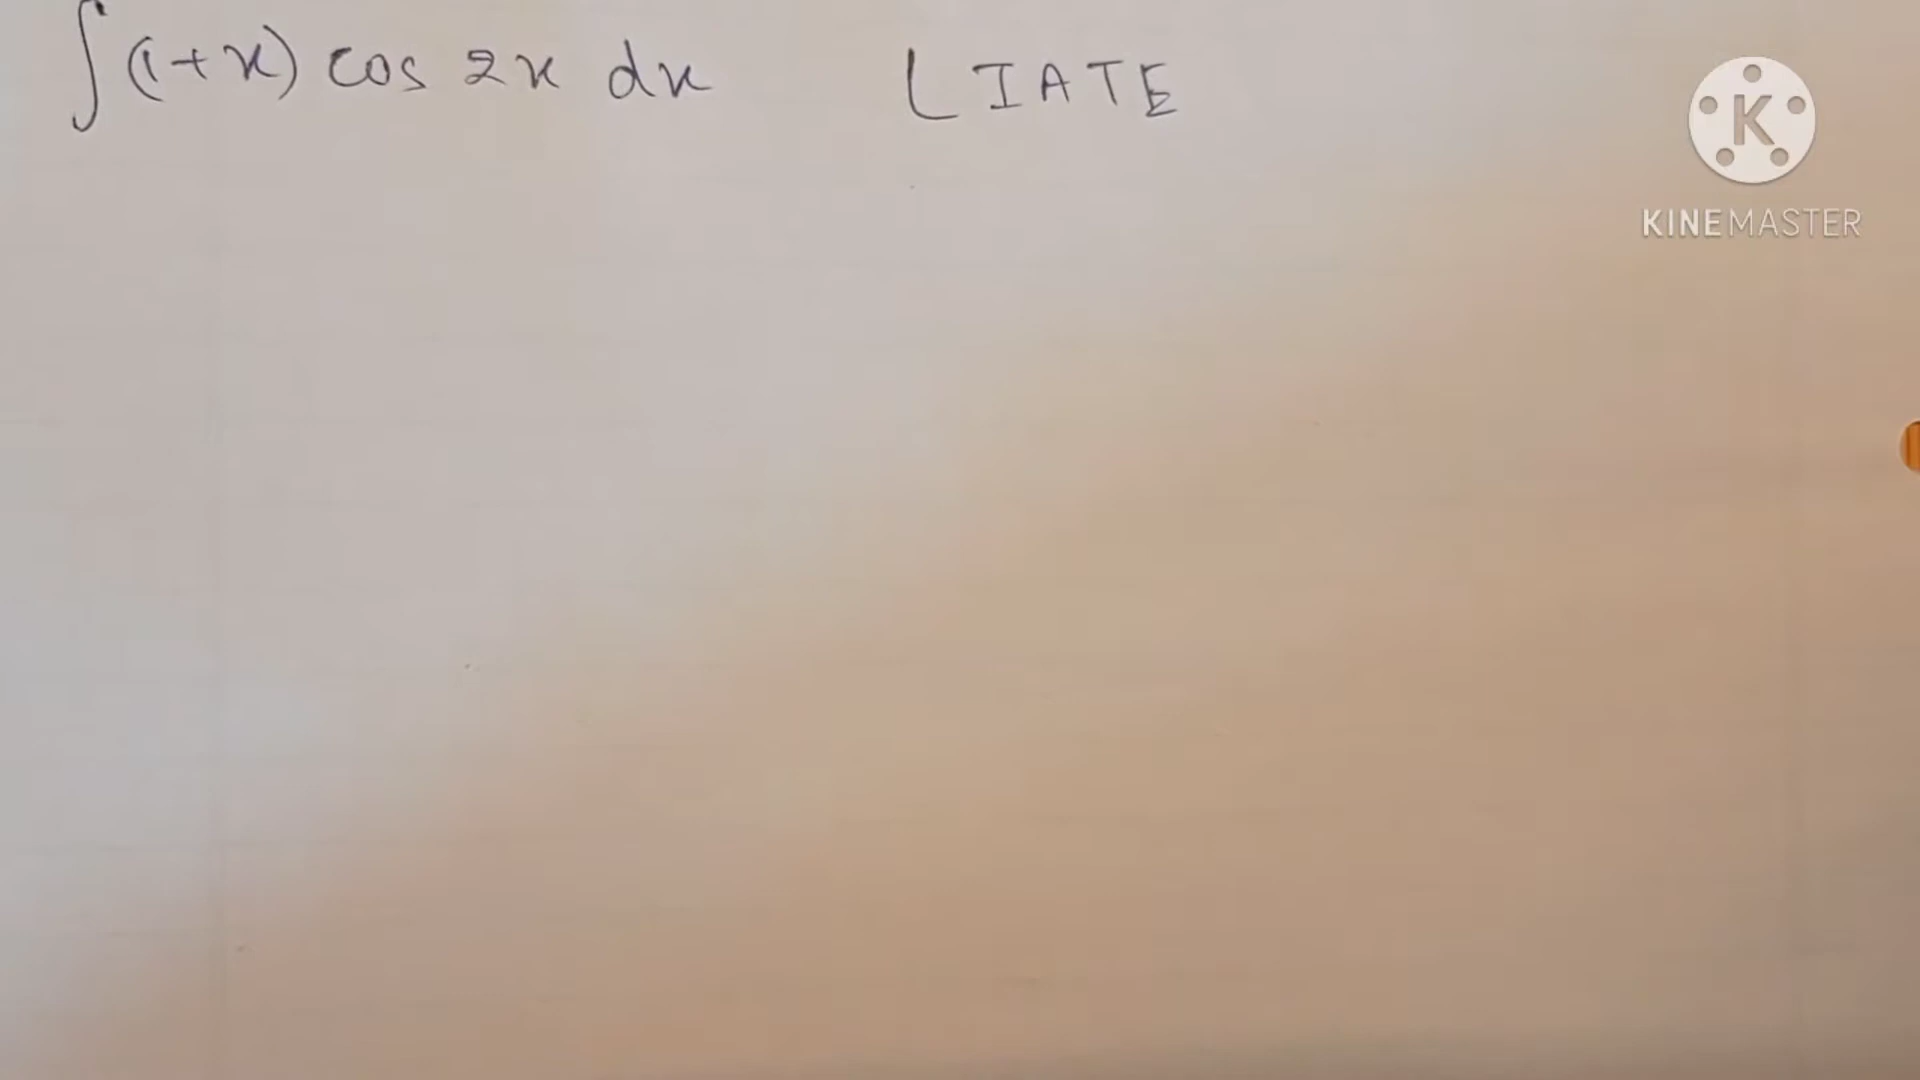 ∫(1+x) cos 2x dx LIATE
K
KINEMASTER